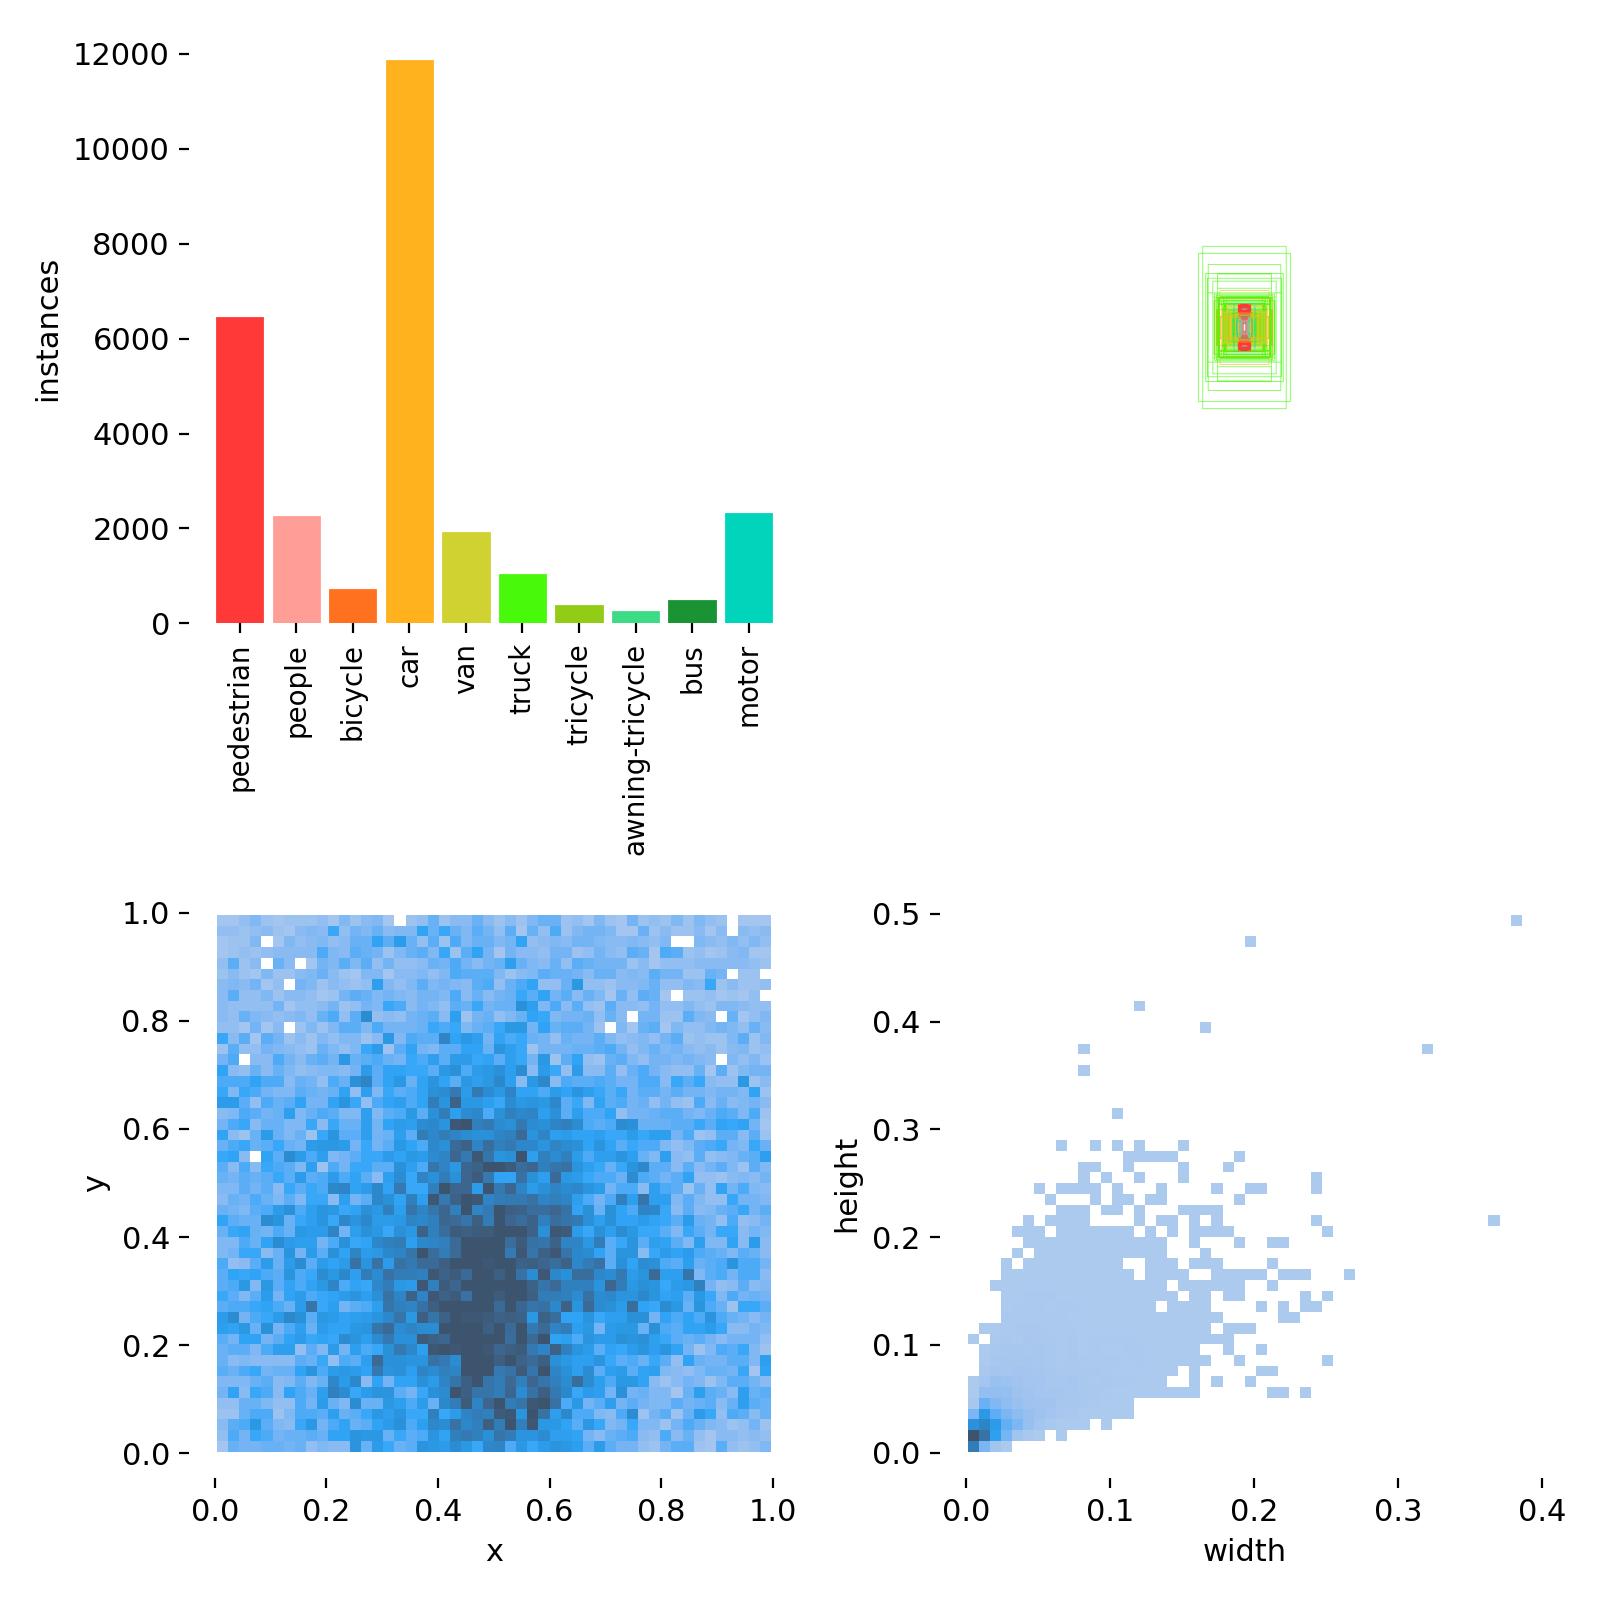 12000
10000
8000
6000
4000
2000
0
instances
pedestrian
people
bicycle
car
van
truck
tricycle
awning-tricycle
bus
motor
1.0
0.8
0.6
0.4
0.2
0.0
y
0.0 0.2 0.4 0.6 0.8 1.0
x
0.5
0.4
0.3
0.2
0.1
0.0
height
0.0 0.1 0.2 0.3 0.4
width